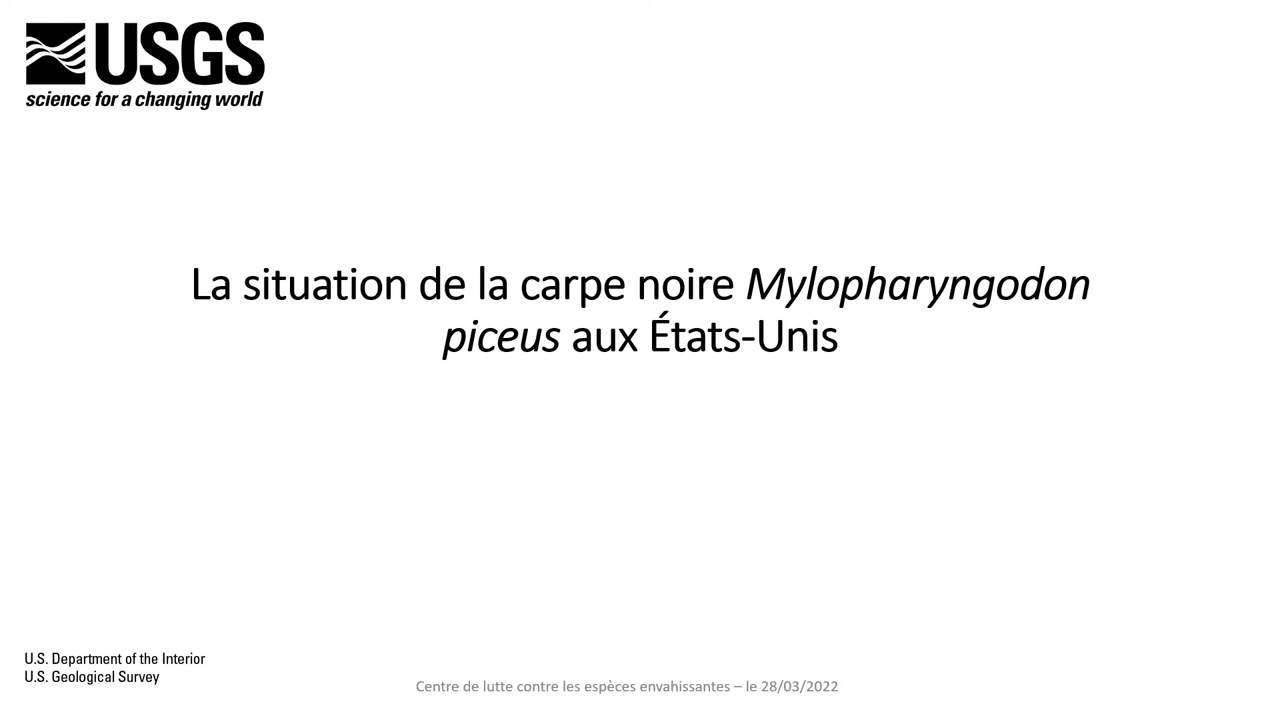 USGS
science for a changing world
La situation de la carpe noire Mylopharyngodon
piceus aux États-Unis
U.S. Department of the Interior
U.S. Geological Survey
Centre de lutte contre les espèces envahissantes – le 28/03/2022